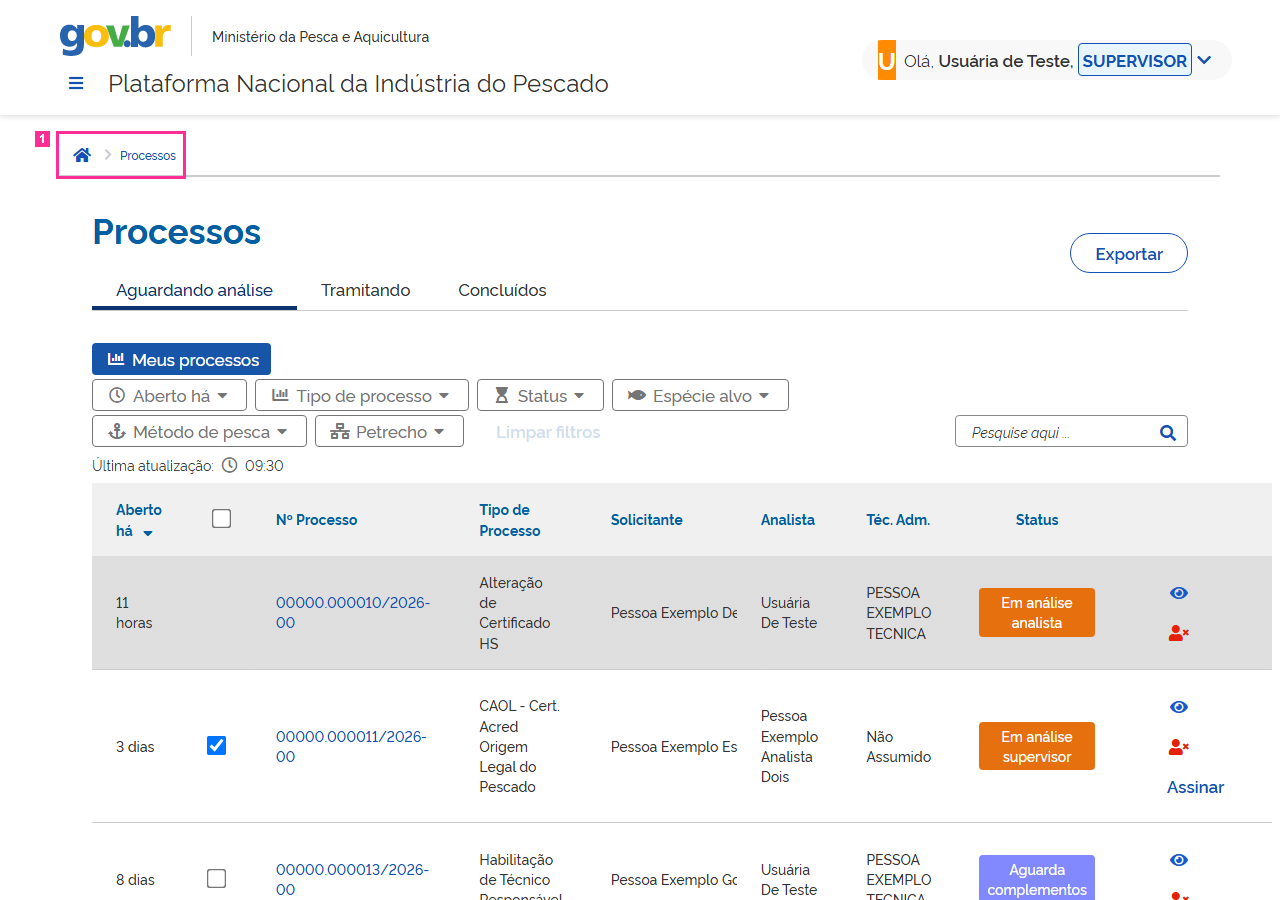 gov.br
Ministério da Pesca e Aquicultura
Plataforma Nacional da Indústria do Pescado
U Olá, Usuária de Teste, SUPERVISOR
1
Processos
Processos
Exportar
Aguardando análise Tramitando Concluídos
Meus processos
Aberto há Tipo de processo Status Espécie alvo
Método de pesca Petrecho Limpar filtros Pesquise aqui ...
Última atualização: 09:30
Aberto há Nº Processo Tipo de Processo Solicitante Analista Téc. Adm. Status
11 horas 00000.000010/2026-00 Alteração de Certificado HS Pessoa Exemplo De Usuária De Teste PESSOA EXEMPLO TECNICA Em análise analista
3 dias 00000.000011/2026-00 CAOL - Cert. Acred Origem Legal do Pescado Pessoa Exemplo Es Pessoa Exemplo Analista Dois Não Assumido Em análise supervisor Assinar
8 dias 00000.000013/2026-00 Habilitação de Técnico Responsável Pessoa Exemplo Go Usuária De Teste PESSOA EXEMPLO TECNICA Aguarda complementos